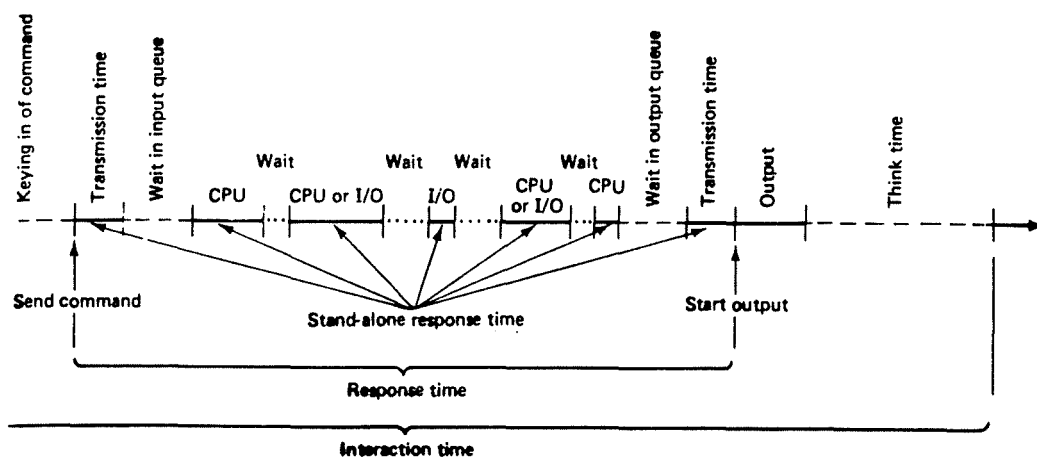 Keying in of command
Transmission time
Wait in input queue
Wait
Wait
Wait
Wait
Wait in output queue
Transmission time
Output
Think time
CPU
CPU or I/O
I/O
CPU
or I/O
CPU
Send command
Stand-alone response time
Start output
Response time
Interaction time